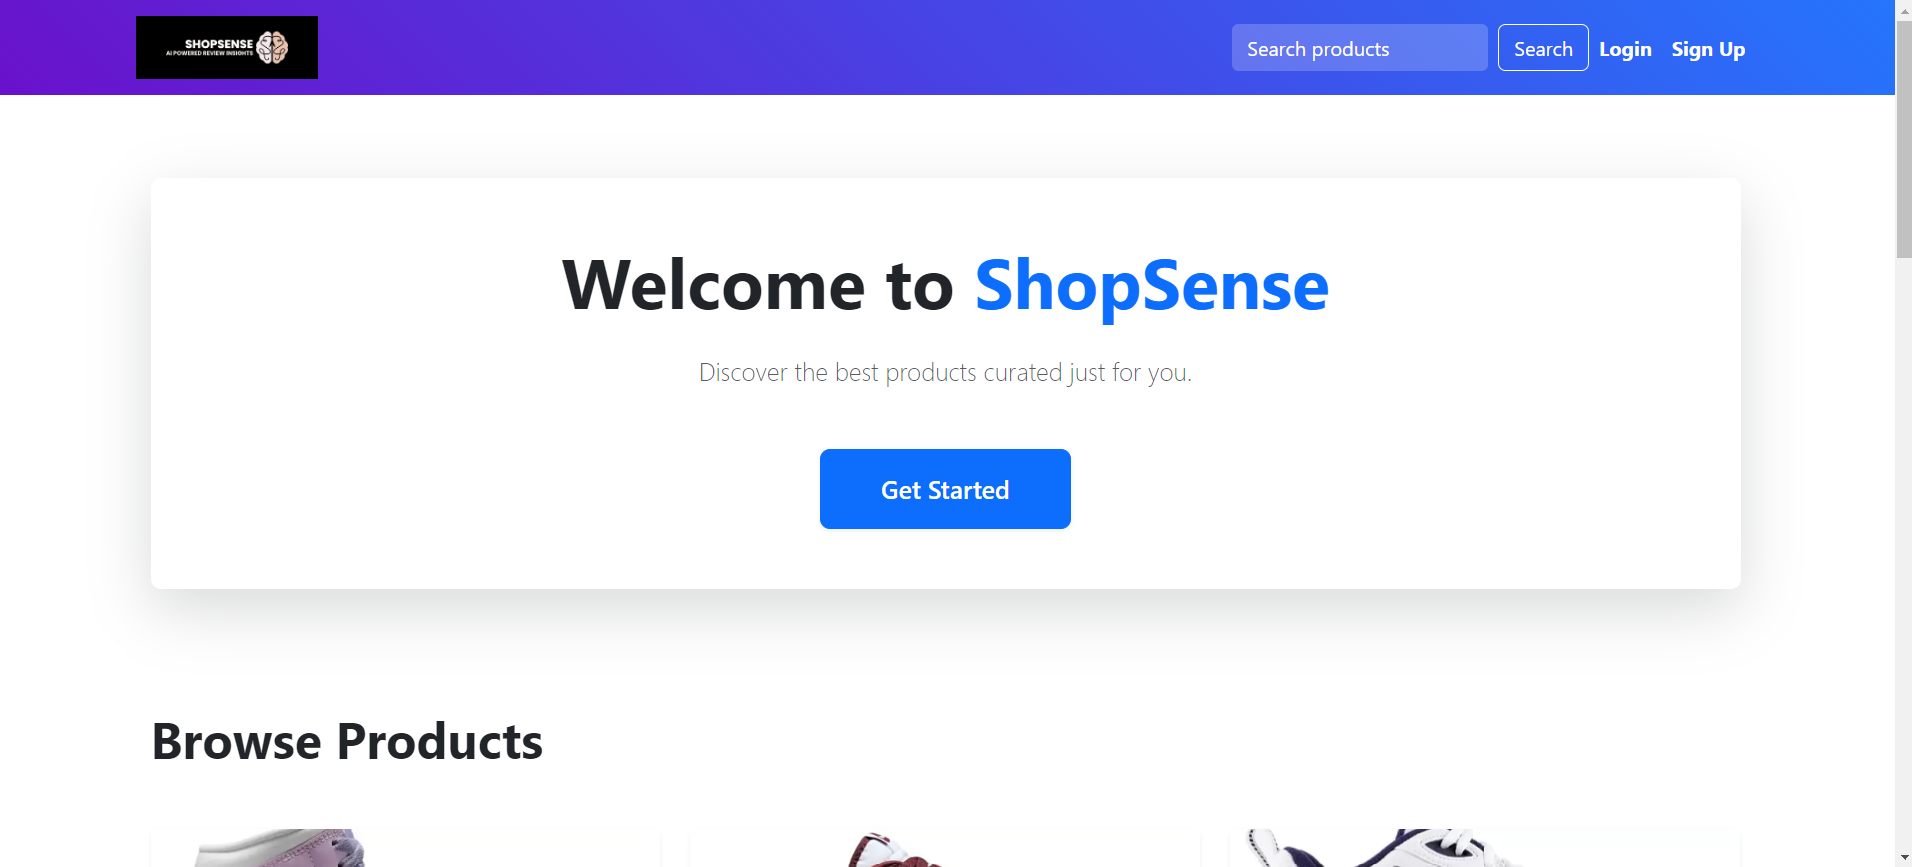 SHOPSENSE
AI POWERED REVIEW INSIGHTS
Search products
Search
Login
Sign Up
Welcome to ShopSense
Discover the best products curated just for you.
Get Started
Browse Products